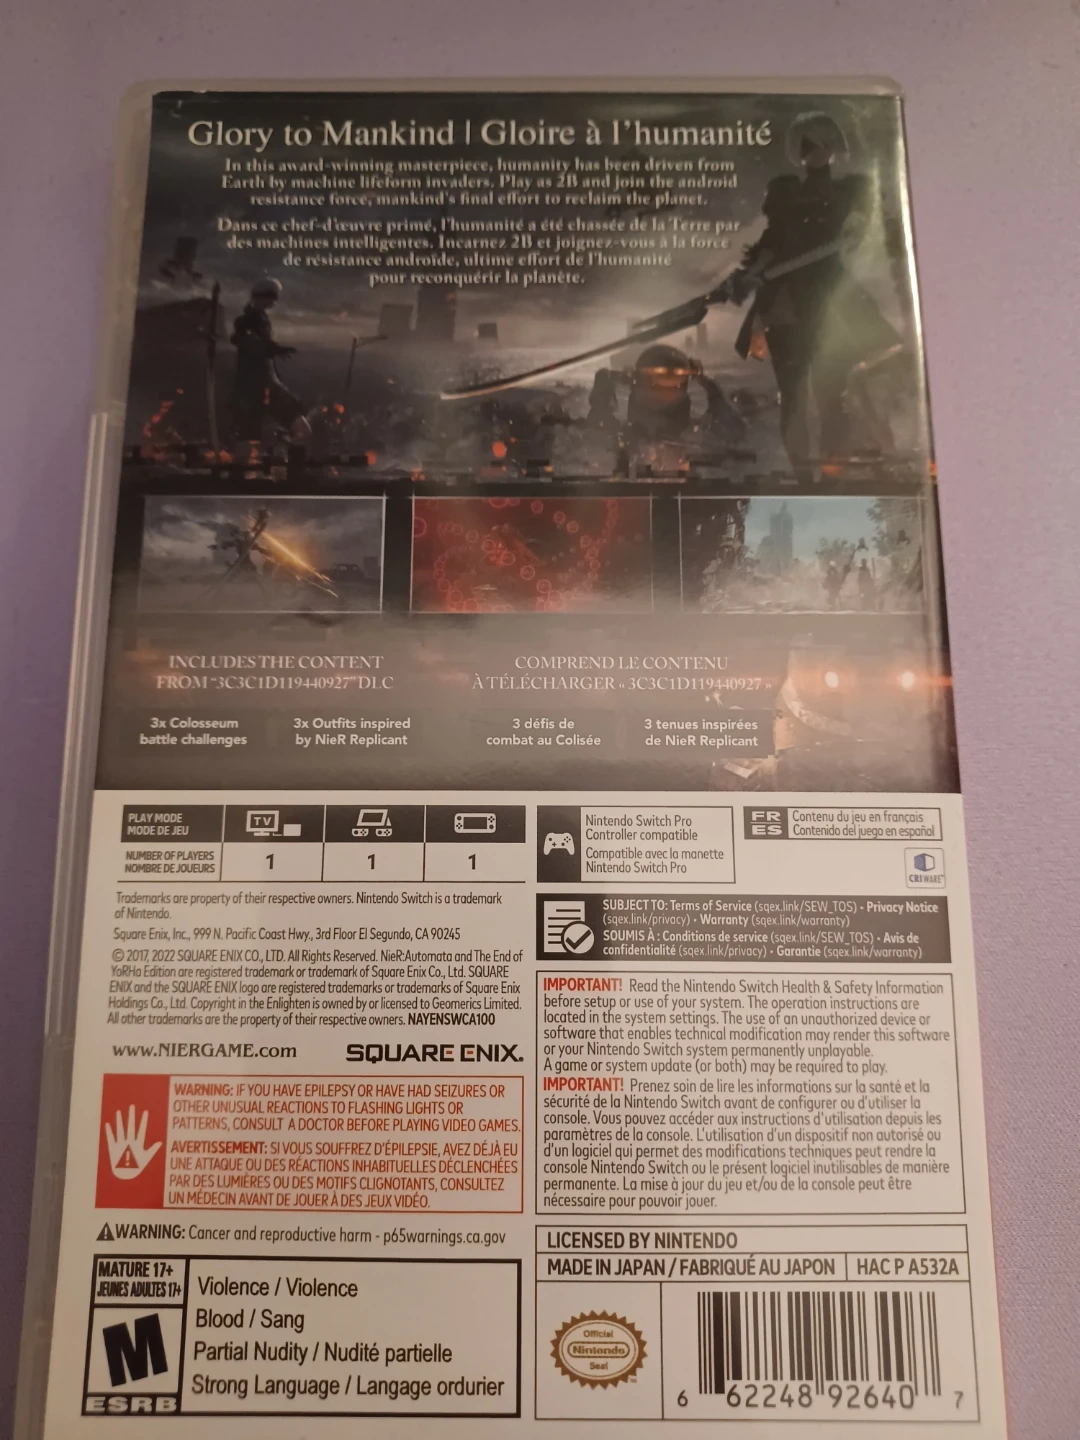 Glory to Mankind | Gloire à l'humanité
In this award-winning masterpiece, humanity has been driven from
Earth by machine lifeform invaders. Play as 2B and join the android
resistance force, mankind's final effort to reclaim the planet.
Dans ce chef-d'œuvre primé, l'humanité a été chassée de la Terre par
des machines intelligentes. Incarnez 2B et joignez-vous à la force
de résistance androïde, ultime effort de l'humanité
pour reconquérir la planète.
INCLUDES THE CONTENT
FROM "3C3C1D119440927" DLC
COMPREND LE CONTENU
À TÉLÉCHARGER « 3C3C1D119440927 »
3x Colosseum
battle challenges
3x Outfits inspired
by NieR Replicant
3 défis de
combat au Colisée
3 tenues inspirées
de NieR Replicant
PLAY MODE
MODE DE JEU
TV
NUMBER OF PLAYERS
NOMBRE DE JOUEURS
1
1
1
Nintendo Switch Pro
Controller compatible
Compatible avec la manette
Nintendo Switch Pro
FR
ES
Contenu du jeu en français
Contenido del juego en español
CRIWARE
Trademarks are property of their respective owners. Nintendo Switch is a trademark
of Nintendo.
Square Enix, Inc., 999 N. Pacific Coast Hwy., 3rd Floor El Segundo, CA 90245
© 2017, 2022 SQUARE ENIX CO., LTD. All Rights Reserved. NieR:Automata and The End of
YoRHa Edition are registered trademark or trademark of Square Enix Co., Ltd. SQUARE
ENIX and the SQUARE ENIX logo are registered trademarks or trademarks of Square Enix
Holdings Co., Ltd. Copyright in the Enlighten is owned by or licensed to Geomerics Limited.
All other trademarks are the property of their respective owners. NAYENSWCA100
www.NIERGAME.com
SQUARE ENIX.
SUBJECT TO: Terms of Service (sqex.link/SEW_TOS) • Privacy Notice
(sqex.link/privacy) • Warranty (sqex.link/warranty)
SOUMIS À : Conditions de service (sqex.link/SEW_TOS) • Avis de
confidentialité (sqex.link/privacy) • Garantie (sqex.link/warranty)
IMPORTANT! Read the Nintendo Switch Health & Safety Information
before setup or use of your system. The operation instructions are
located in the system settings. The use of an unauthorized device or
software that enables technical modification may render this software
or your Nintendo Switch system permanently unplayable.
A game or system update (or both) may be required to play.
IMPORTANT! Prenez soin de lire les informations sur la santé et la
sécurité de la Nintendo Switch avant de configurer ou d'utiliser la
console. Vous pouvez accéder aux instructions d'utilisation depuis les
paramètres de la console. L'utilisation d'un dispositif non autorisé ou
d'un logiciel qui permet des modifications techniques peut rendre la
console Nintendo Switch ou le présent logiciel inutilisables de manière
permanente. La mise à jour du jeu et/ou de la console peut être
nécessaire pour pouvoir jouer.
WARNING: IF YOU HAVE EPILEPSY OR HAVE HAD SEIZURES OR
OTHER UNUSUAL REACTIONS TO FLASHING LIGHTS OR
PATTERNS, CONSULT A DOCTOR BEFORE PLAYING VIDEO GAMES.
AVERTISSEMENT: SI VOUS SOUFFREZ D'ÉPILEPSIE, AVEZ DÉJÀ EU
UNE ATTAQUE OU DES RÉACTIONS INHABITUELLES DÉCLENCHÉES
PAR DES LUMIÈRES OU DES MOTIFS CLIGNOTANTS, CONSULTEZ
UN MÉDECIN AVANT DE JOUER À DES JEUX VIDÉO.
WARNING: Cancer and reproductive harm - p65warnings.ca.gov
MATURE 17+
JEUNES ADULTES 17+
M
ESRB
Violence / Violence
Blood / Sang
Partial Nudity / Nudité partielle
Strong Language / Langage ordurier
LICENSED BY NINTENDO
MADE IN JAPAN / FABRIQUÉ AU JAPON
HAC P A532A
Official
Nintendo
Seal
6 62248 92640 7